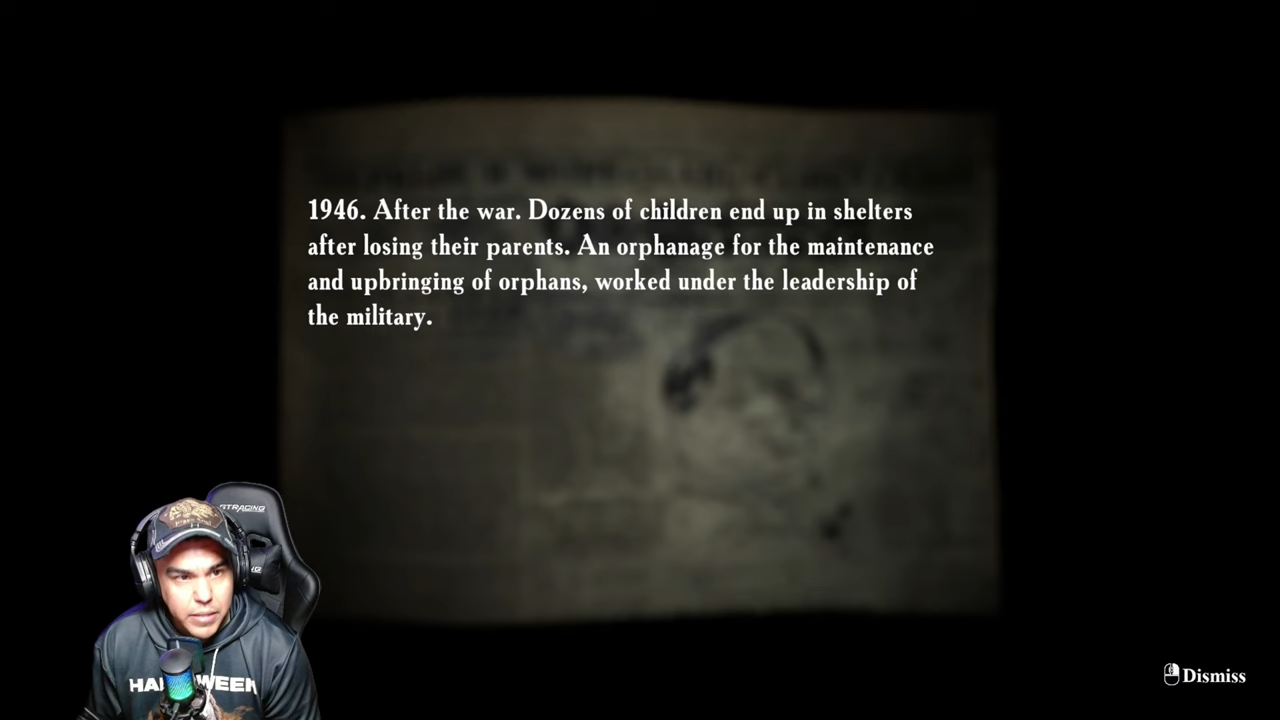 1946. After the war. Dozens of children end up in shelters
after losing their parents. An orphanage for the maintenance
and upbringing of orphans, worked under the leadership of
the military.
GTRACING
HALLOWEEN
Dismiss